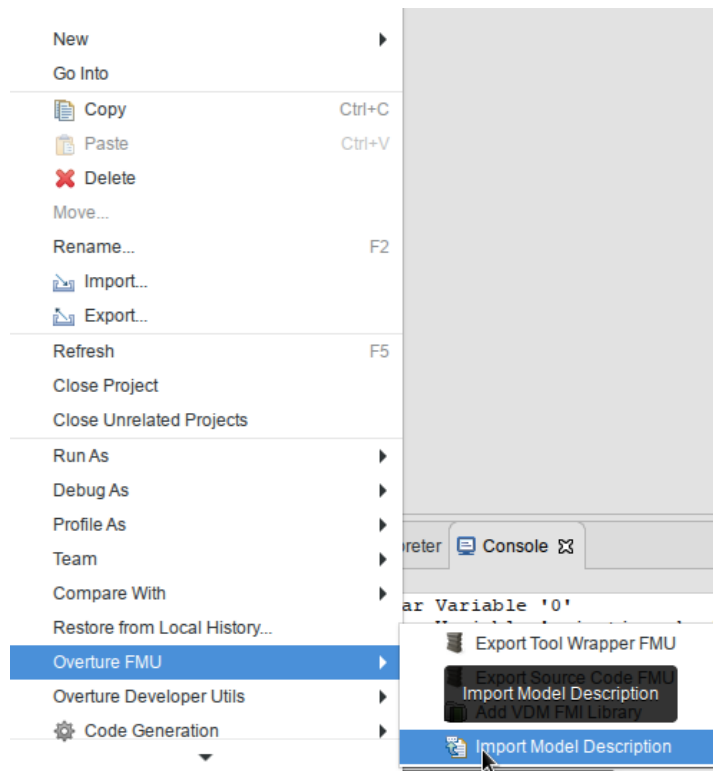 New
Go Into
Copy Ctrl+C
Paste Ctrl+V
Delete
Move...
Rename... F2
Import...
Export...
Refresh F5
Close Project
Close Unrelated Projects
Run As
Debug As
Profile As
Team
Compare With
Restore from Local History...
Overture FMU
Overture Developer Utils
Code Generation
reter Console
ar Variable '0'
Export Tool Wrapper FMU
Export Source Code FMU
Import Model Description
Add VDM FMI Library
Import Model Description